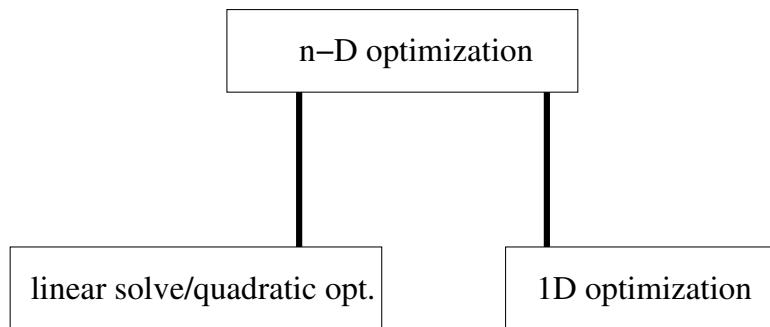 n−D optimization
linear solve/quadratic opt.
1D optimization